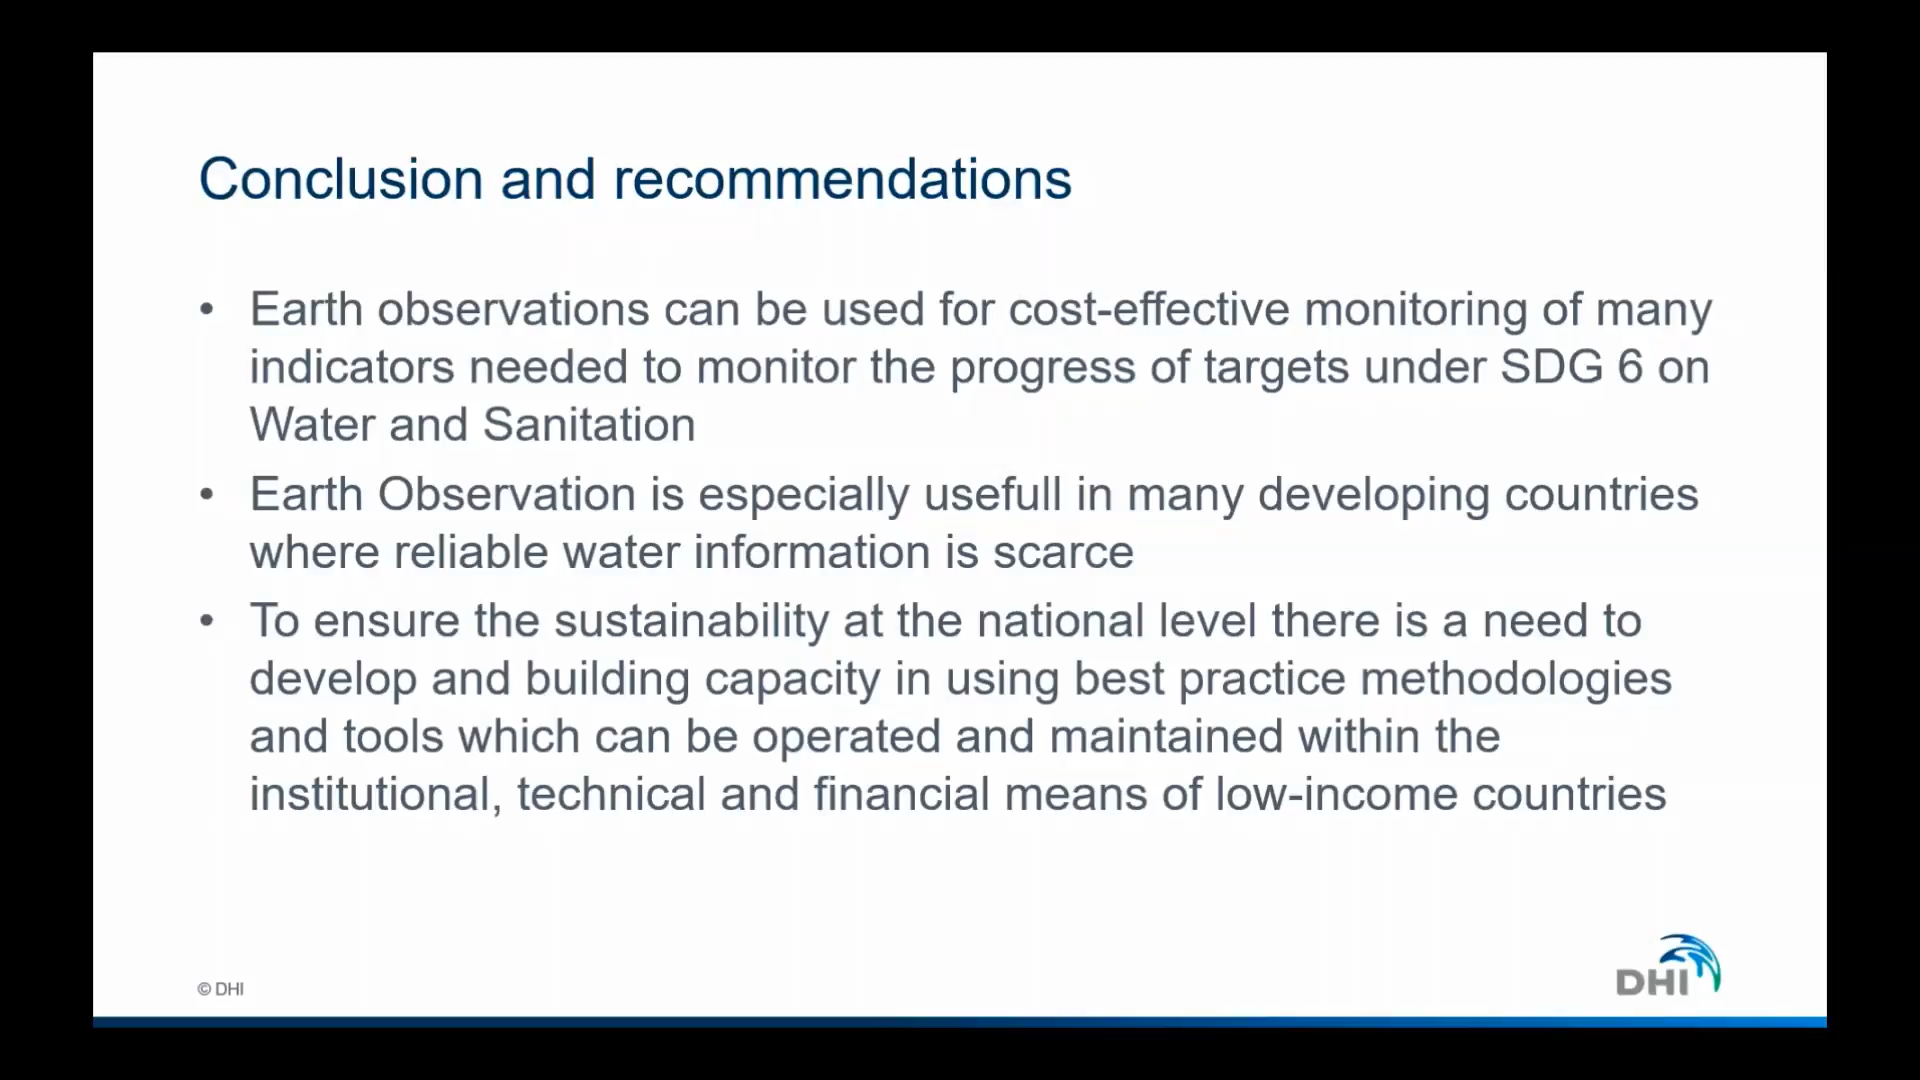 Conclusion and recommendations
• Earth observations can be used for cost-effective monitoring of many
indicators needed to monitor the progress of targets under SDG 6 on
Water and Sanitation
• Earth Observation is especially usefull in many developing countries
where reliable water information is scarce
• To ensure the sustainability at the national level there is a need to
develop and building capacity in using best practice methodologies
and tools which can be operated and maintained within the
institutional, technical and financial means of low-income countries
© DHI
DHI